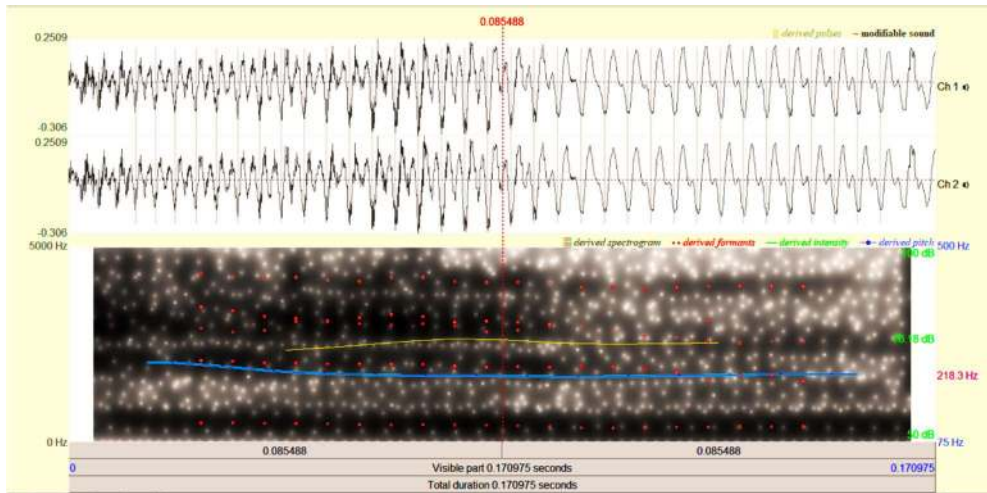 0.085488
derived pulses modifiable sound
0.2509
Ch 1
-0.306
0.2509
Ch 2
-0.306
5000 Hz derived spectrogram derived formants derived intensity derived pitch 500 Hz
100 dB
218.3 Hz
0 Hz 75 Hz
0.085488 0.085488
0 Visible part 0.170975 seconds 0.170975
Total duration 0.170975 seconds